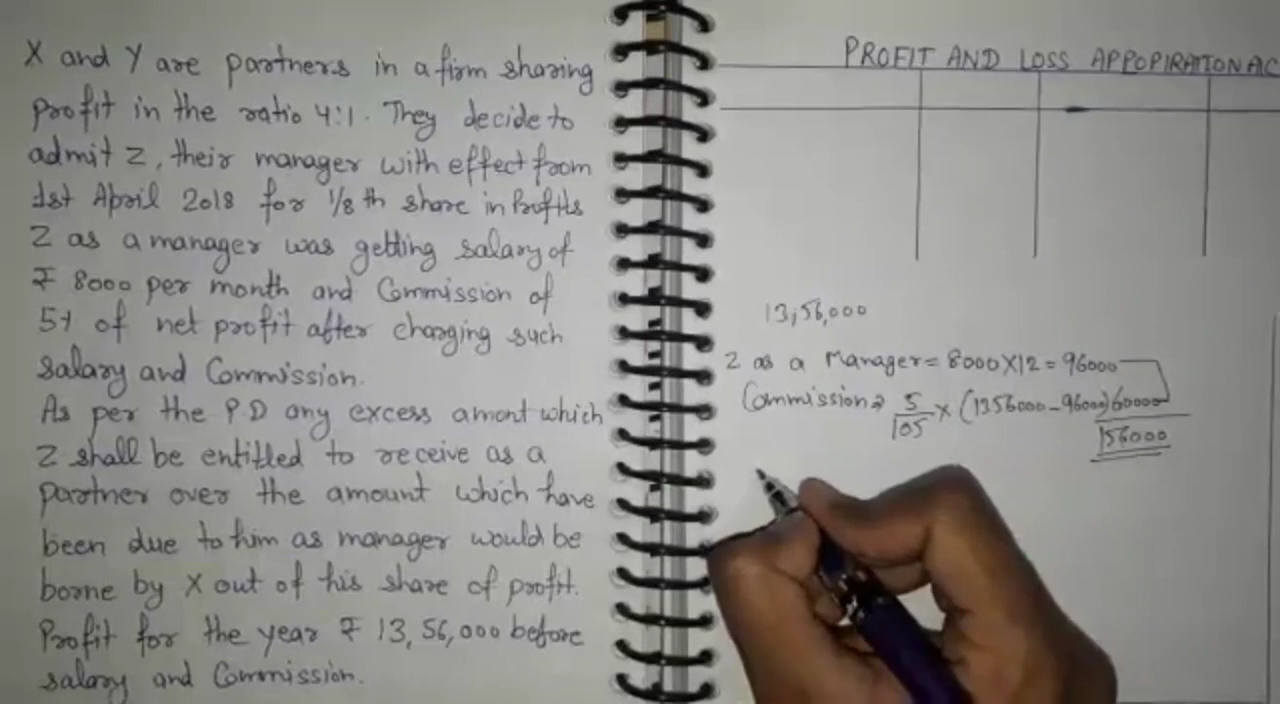 X and Y are partners in a firm sharing
profit in the ratio 4:1. They decide to
admit Z, their manager with effect from
1st April 2018 for 1/8 th share in Profits
Z as a manager was getting salary of
₹ 8000 per month and Commission of
5% of net profit after charging such
salary and Commission.
As per the P.D any excess amont which
Z shall be entitled to receive as a
partner over the amount which have
been due to him as manager would be
borne by X out of his share of profit.
Profit for the year ₹ 13,56,000 before
salary and Commission.
PROFIT AND LOSS APPOPIRATION AC
13,56,000
Z as a Manager = 8000X12 = 96000
Commission⇒ 5/105 × (1356000-96000) 60000
156000